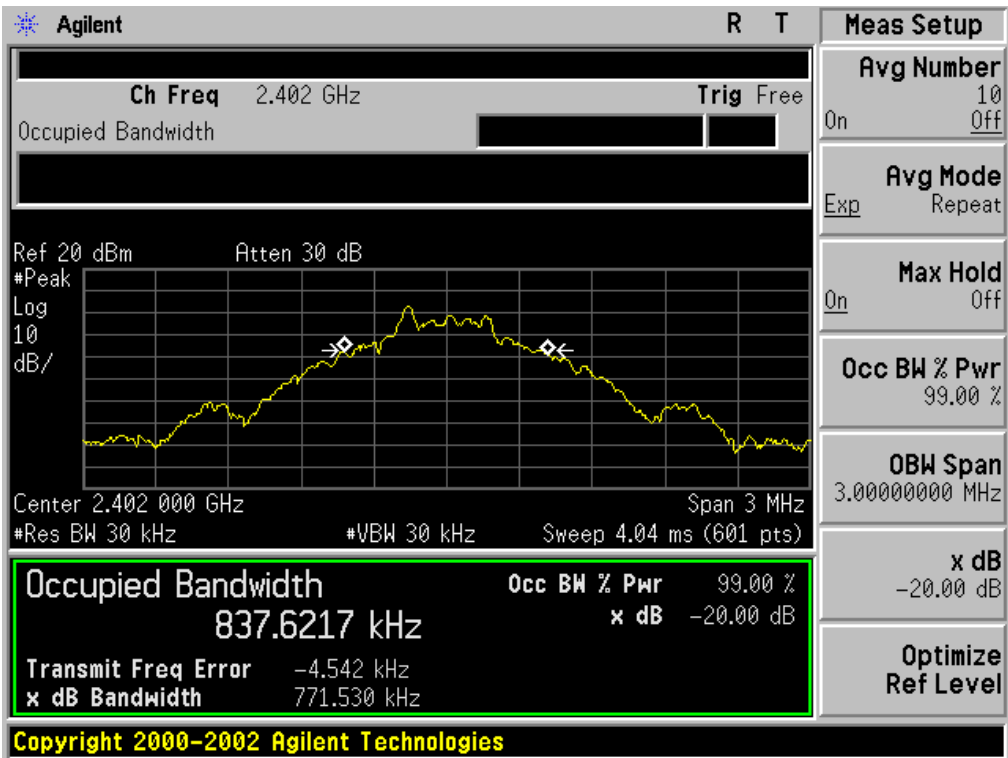 Agilent R T
Meas Setup
Ch Freq 2.402 GHz Trig Free
Occupied Bandwidth
Avg Number
10
On Off
Avg Mode
Exp Repeat
Max Hold
On Off
Occ BW % Pwr
99.00 %
OBW Span
3.00000000 MHz
x dB
-20.00 dB
Optimize
Ref Level
Ref 20 dBm Atten 30 dB
#Peak
Log
10
dB/
Center 2.402 000 GHz Span 3 MHz
#Res BW 30 kHz #VBW 30 kHz Sweep 4.04 ms (601 pts)
Occupied Bandwidth
837.6217 kHz
Occ BW % Pwr 99.00 %
x dB -20.00 dB
Transmit Freq Error -4.542 kHz
x dB Bandwidth 771.530 kHz
Copyright 2000-2002 Agilent Technologies